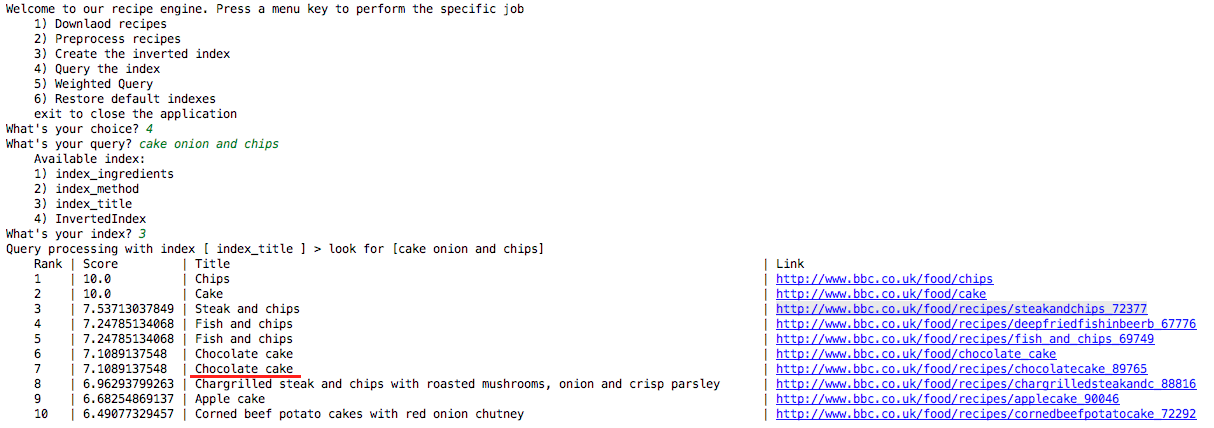 Welcome to our recipe engine. Press a menu key to perform the specific job
1) Downlaod recipes
2) Preprocess recipes
3) Create the inverted index
4) Query the index
5) Weighted Query
6) Restore default indexes
exit to close the application
What's your choice? 4
What's your query? cake onion and chips
Available index:
1) index_ingredients
2) index_method
3) index_title
4) InvertedIndex
What's your index? 3
Query processing with index [ index_title ] > look for [cake onion and chips]
Rank | Score | Title | Link
1 | 10.0 | Chips | http://www.bbc.co.uk/food/chips
2 | 10.0 | Cake | http://www.bbc.co.uk/food/cake
3 | 7.53713037849 | Steak and chips | http://www.bbc.co.uk/food/recipes/steakandchips_72377
4 | 7.24785134068 | Fish and chips | http://www.bbc.co.uk/food/recipes/deepfriedfishinbeerb_67776
5 | 7.24785134068 | Fish and chips | http://www.bbc.co.uk/food/recipes/fish_and_chips_69749
6 | 7.1089137548 | Chocolate cake | http://www.bbc.co.uk/food/chocolate_cake
7 | 7.1089137548 | Chocolate cake | http://www.bbc.co.uk/food/recipes/chocolatecake_89765
8 | 6.96293799263 | Chargrilled steak and chips with roasted mushrooms, onion and crisp parsley | http://www.bbc.co.uk/food/recipes/chargrilledsteakandc_88816
9 | 6.68254869137 | Apple cake | http://www.bbc.co.uk/food/recipes/applecake_90046
10 | 6.49077329457 | Corned beef potato cakes with red onion chutney | http://www.bbc.co.uk/food/recipes/cornedbeefpotatocake_72292